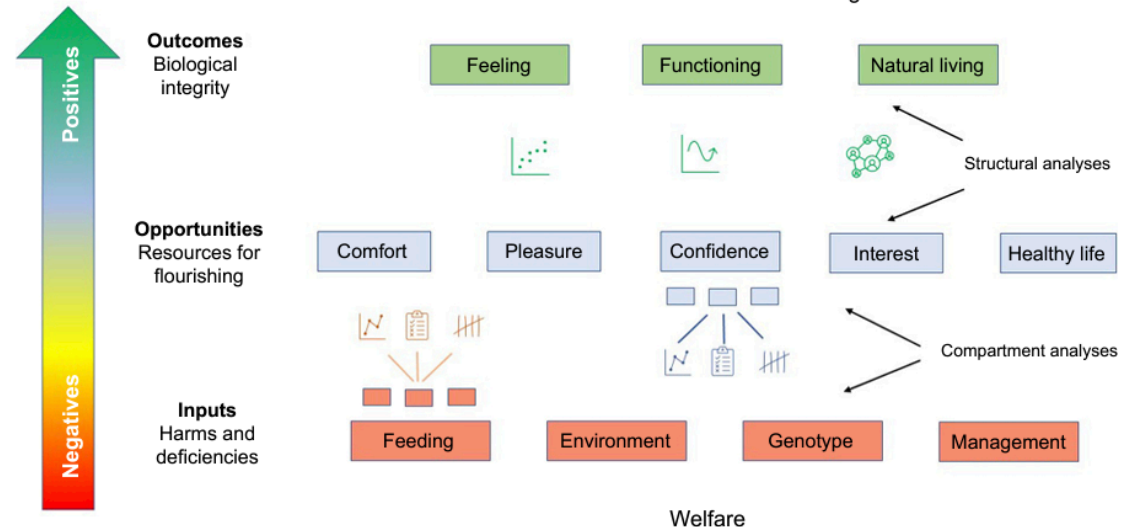 Positives
Negatives
Outcomes
Biological
integrity
Feeling
Functioning
Natural living
Structural analyses
Opportunities
Resources for
flourishing
Comfort
Pleasure
Confidence
Interest
Healthy life
Compartment analyses
Inputs
Harms and
deficiencies
Feeding
Environment
Genotype
Management
Welfare